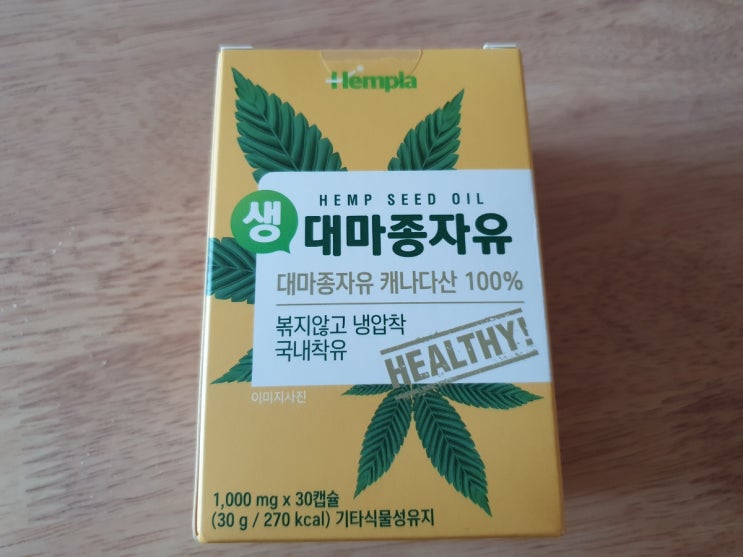 Hempla
HEMP SEED OIL
생 대마종자유
대마종자유 캐나다산 100%
볶지않고 냉압착
국내착유
HEALTHY!
이미지사진
1,000 mg x 30캡슐
(30 g / 270 kcal) 기타식물성유지